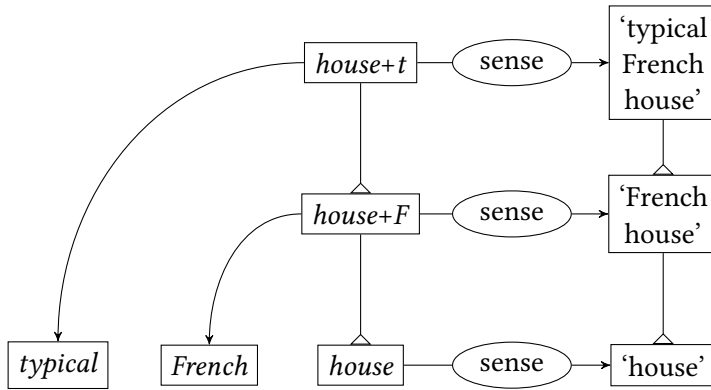 house+t
sense
‘typical
French
house’
house+F
sense
‘French
house’
typical
French
house
sense
‘house’